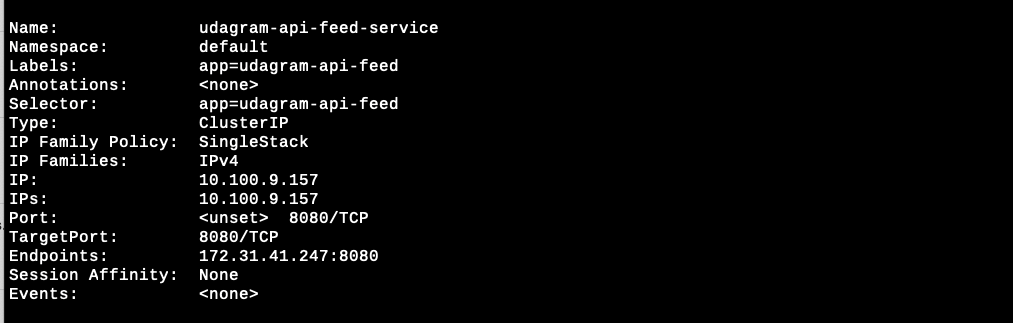 Name:              udagram-api-feed-service
Namespace:         default
Labels:            app=udagram-api-feed
Annotations:       <none>
Selector:          app=udagram-api-feed
Type:              ClusterIP
IP Family Policy:  SingleStack
IP Families:       IPv4
IP:                10.100.9.157
IPs:               10.100.9.157
Port:              <unset>  8080/TCP
TargetPort:        8080/TCP
Endpoints:         172.31.41.247:8080
Session Affinity:  None
Events:            <none>